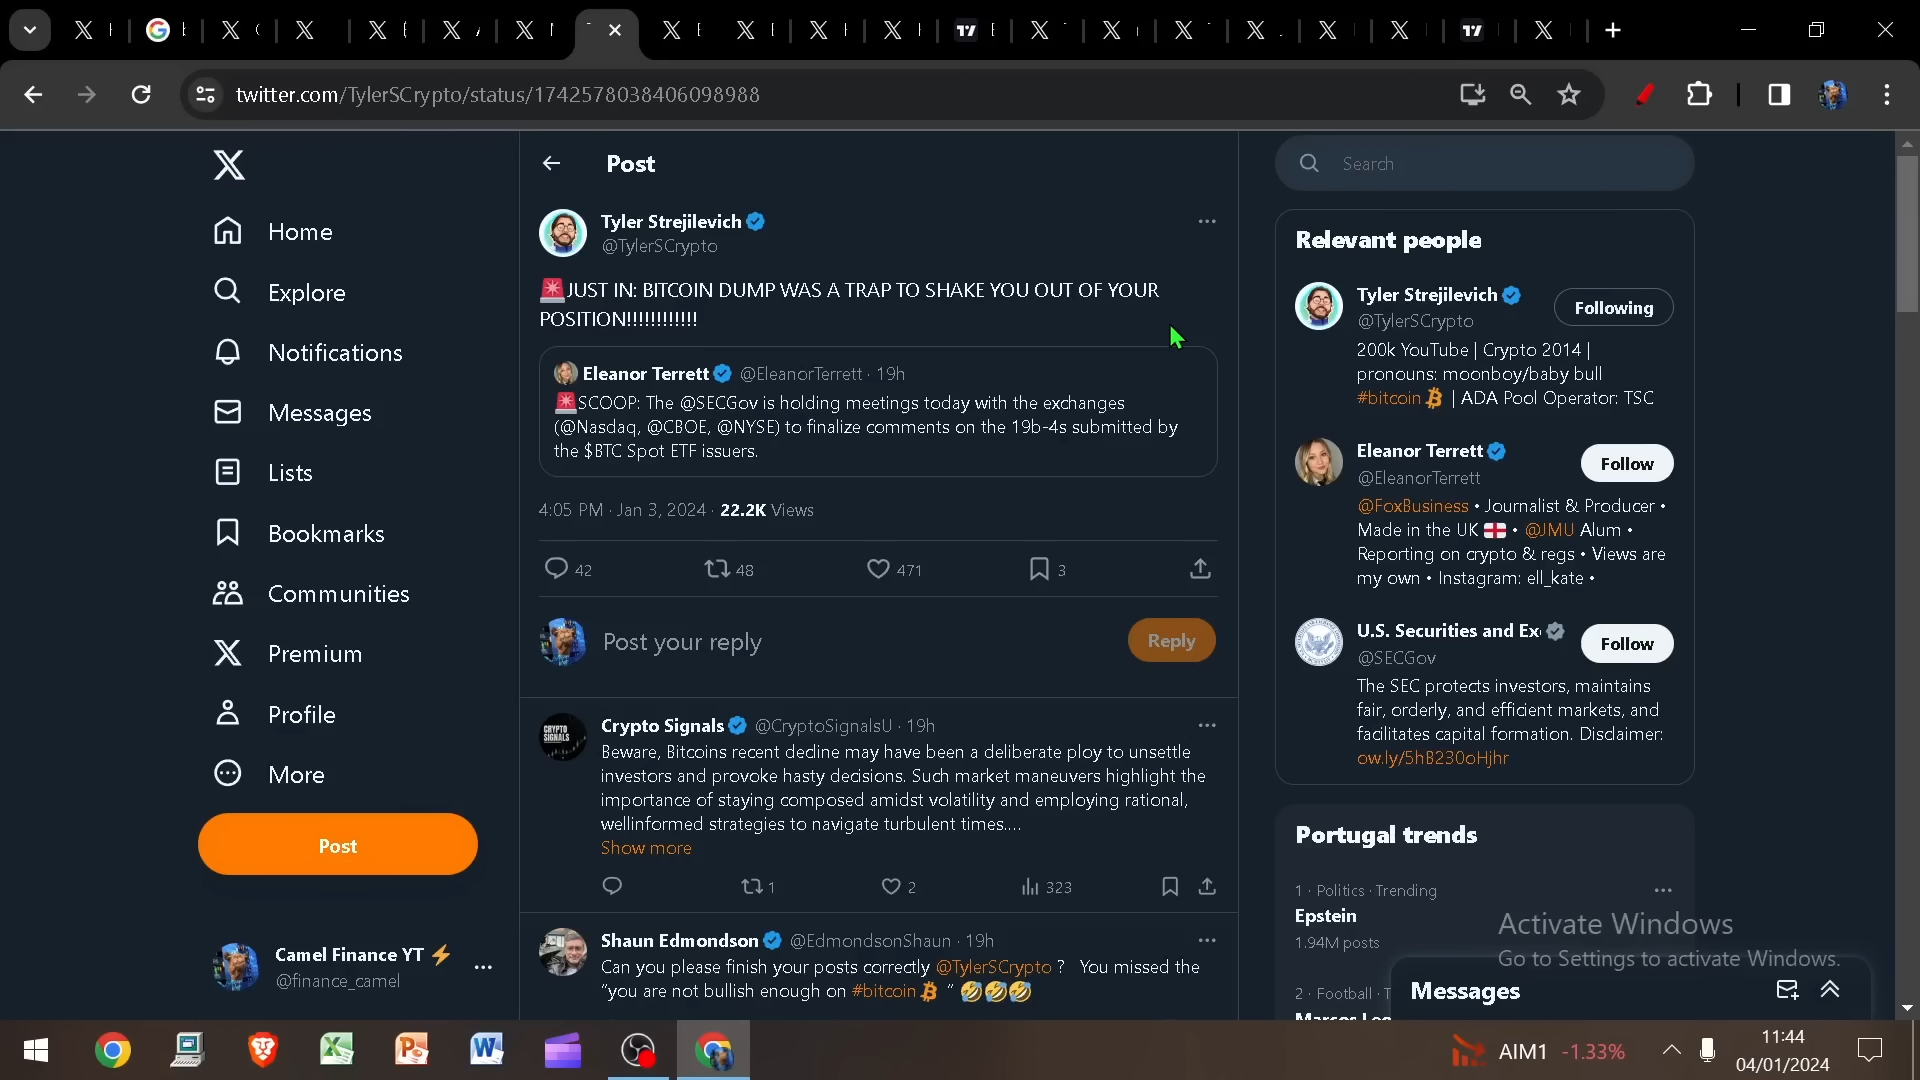 twitter.com/TylerSCrypto/status/1742578038406098988
Home
Explore
Notifications
Messages
Lists
Bookmarks
Communities
Premium
Profile
More
Post
Camel Finance YT ⚡
@finance_camel
Post
Tyler Strejilevich
@TylerSCrypto
🚨JUST IN: BITCOIN DUMP WAS A TRAP TO SHAKE YOU OUT OF YOUR
POSITION!!!!!!!!!!!!
Eleanor Terrett @EleanorTerrett · 19h
🚨SCOOP: The @SECGov is holding meetings today with the exchanges
(@Nasdaq, @CBOE, @NYSE) to finalize comments on the 19b-4s submitted by
the $BTC Spot ETF issuers.
4:05 PM · Jan 3, 2024 · 22.2K Views
42 48 471 3
Post your reply
Reply
Crypto Signals @CryptoSignalsU · 19h
Beware, Bitcoins recent decline may have been a deliberate ploy to unsettle
investors and provoke hasty decisions. Such market maneuvers highlight the
importance of staying composed amidst volatility and employing rational,
wellinformed strategies to navigate turbulent times....
Show more
1 2 323
Shaun Edmondson @EdmondsonShaun · 19h
Can you please finish your posts correctly @TylerSCrypto ? You missed the
"you are not bullish enough on #bitcoin " 🤣🤣🤣
Search
Relevant people
Tyler Strejilevich
@TylerSCrypto
Following
200k YouTube | Crypto 2014 |
pronouns: moonboy/baby bull
#bitcoin | ADA Pool Operator: TSC
Eleanor Terrett
@EleanorTerrett
Follow
@FoxBusiness • Journalist & Producer •
Made in the UK 🏴󠁧󠁢󠁥󠁮󠁧󠁿 • @JMU Alum •
Reporting on crypto & regs • Views are
my own • Instagram: ell_kate •
U.S. Securities and Ex
@SECGov
Follow
The SEC protects investors, maintains
fair, orderly, and efficient markets, and
facilitates capital formation. Disclaimer:
ow.ly/5hB230oHjhr
Portugal trends
1 · Politics · Trending
Epstein
1.94M posts
2 · Football · T
Activate Windows
Go to Settings to activate Windows.
Messages
AIM1 -1.33%
11:44
04/01/2024